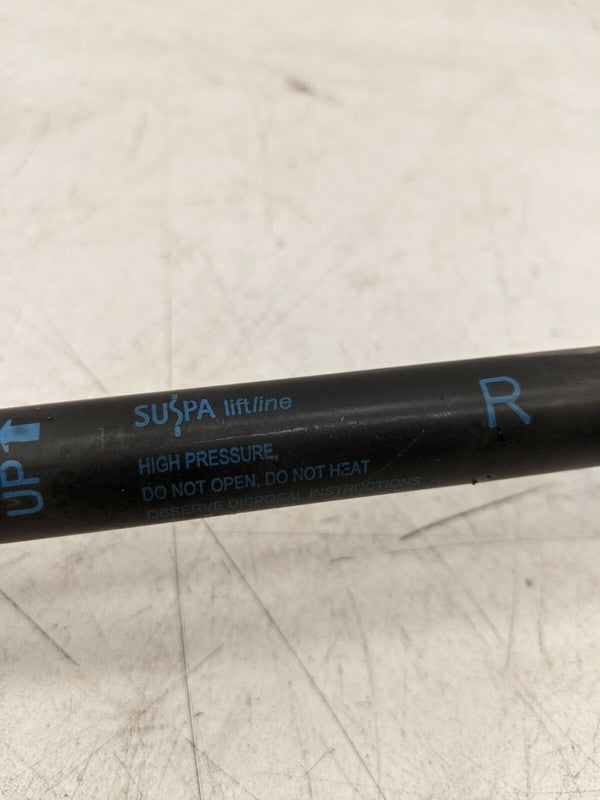 UP
SUSPA liftline
R
HIGH PRESSURE,
DO NOT OPEN, DO NOT HEAT
OBSERVE DISPOSAL INSTRUCTIONS